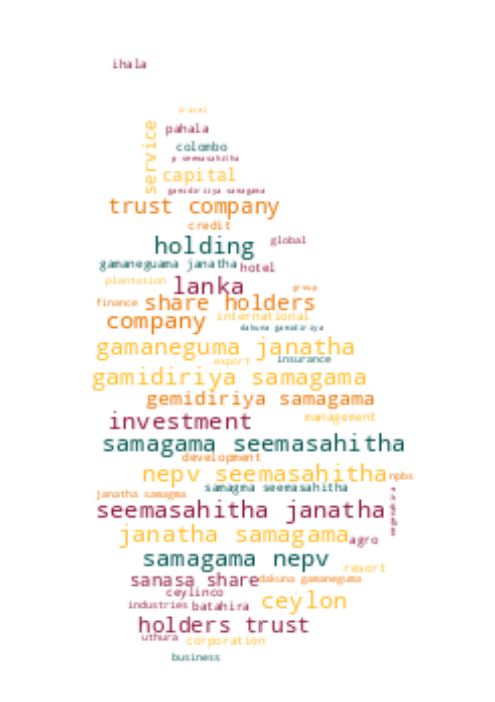 ihala
travel
service
pahala
colombo
p seemasahitha
capital
gamidiriya samagama
trust company
credit
holding
global
gamaneguama janatha
hotel
plantation
lanka
group
finance
share holders
company
international
dakuna gamidiriya
gamaneguma janatha
export
insurance
gamidiriya samagama
gemidiriya samagama
investment
management
samagama seemasahitha
development
nepv seemasahitha
npbs
samagma seemasahitha
janatha samagma
seemasahitha janatha
janatha samagama
agro
samagama nepv
resort
sanasa share
dakuna gamaneguma
ceylinco
industries
batahira
ceylon
holders trust
uthura
corporation
business